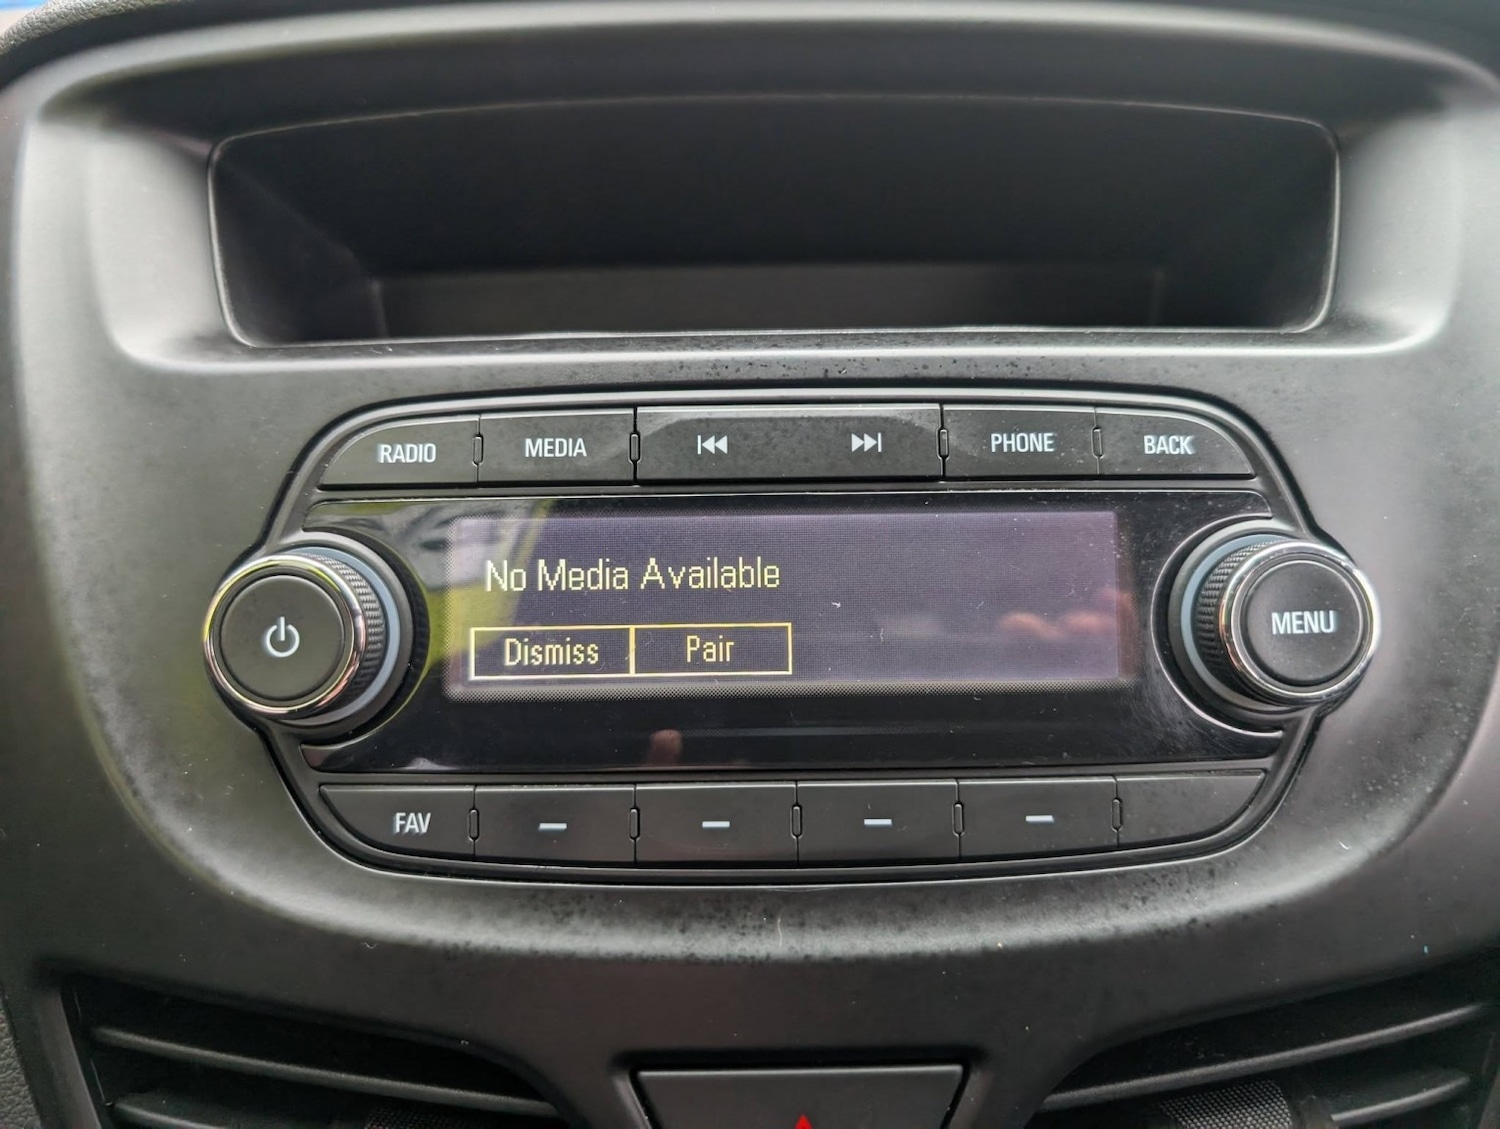 RADIO MEDIA PHONE BACK
No Media Available
Dismiss Pair
MENU
FAV